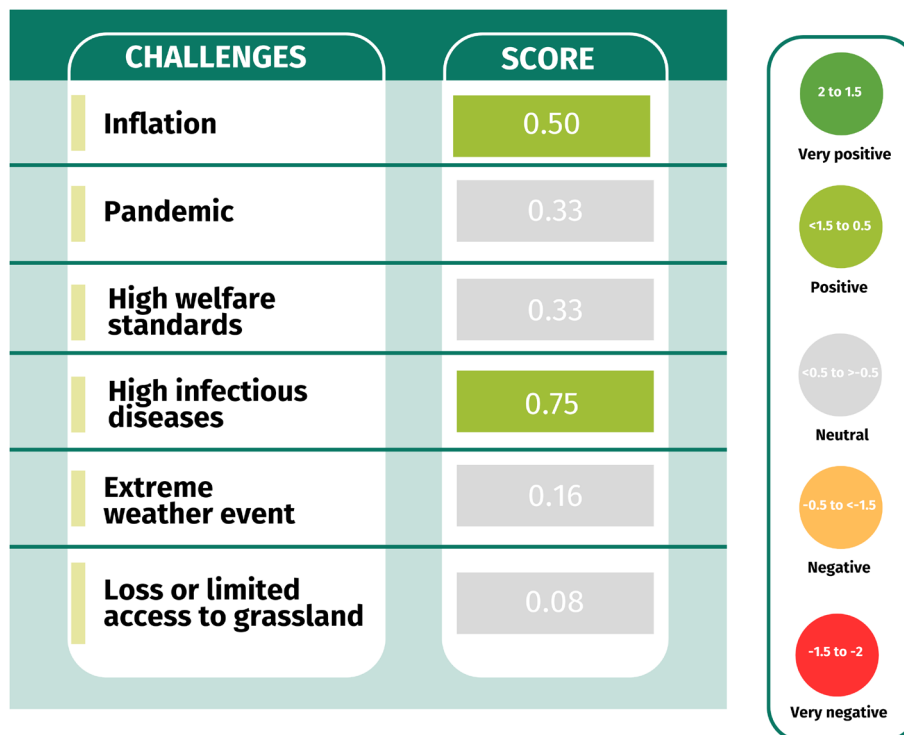 CHALLENGES
SCORE
Inflation
0.50
Pandemic
0.33
High welfare
standards
0.33
High infectious
diseases
0.75
Extreme
weather event
0.16
Loss or limited
access to grassland
0.08
2 to 1.5
Very positive
<1.5 to 0.5
Positive
<0.5 to >-0.5
Neutral
-0.5 to <-1.5
Negative
-1.5 to -2
Very negative